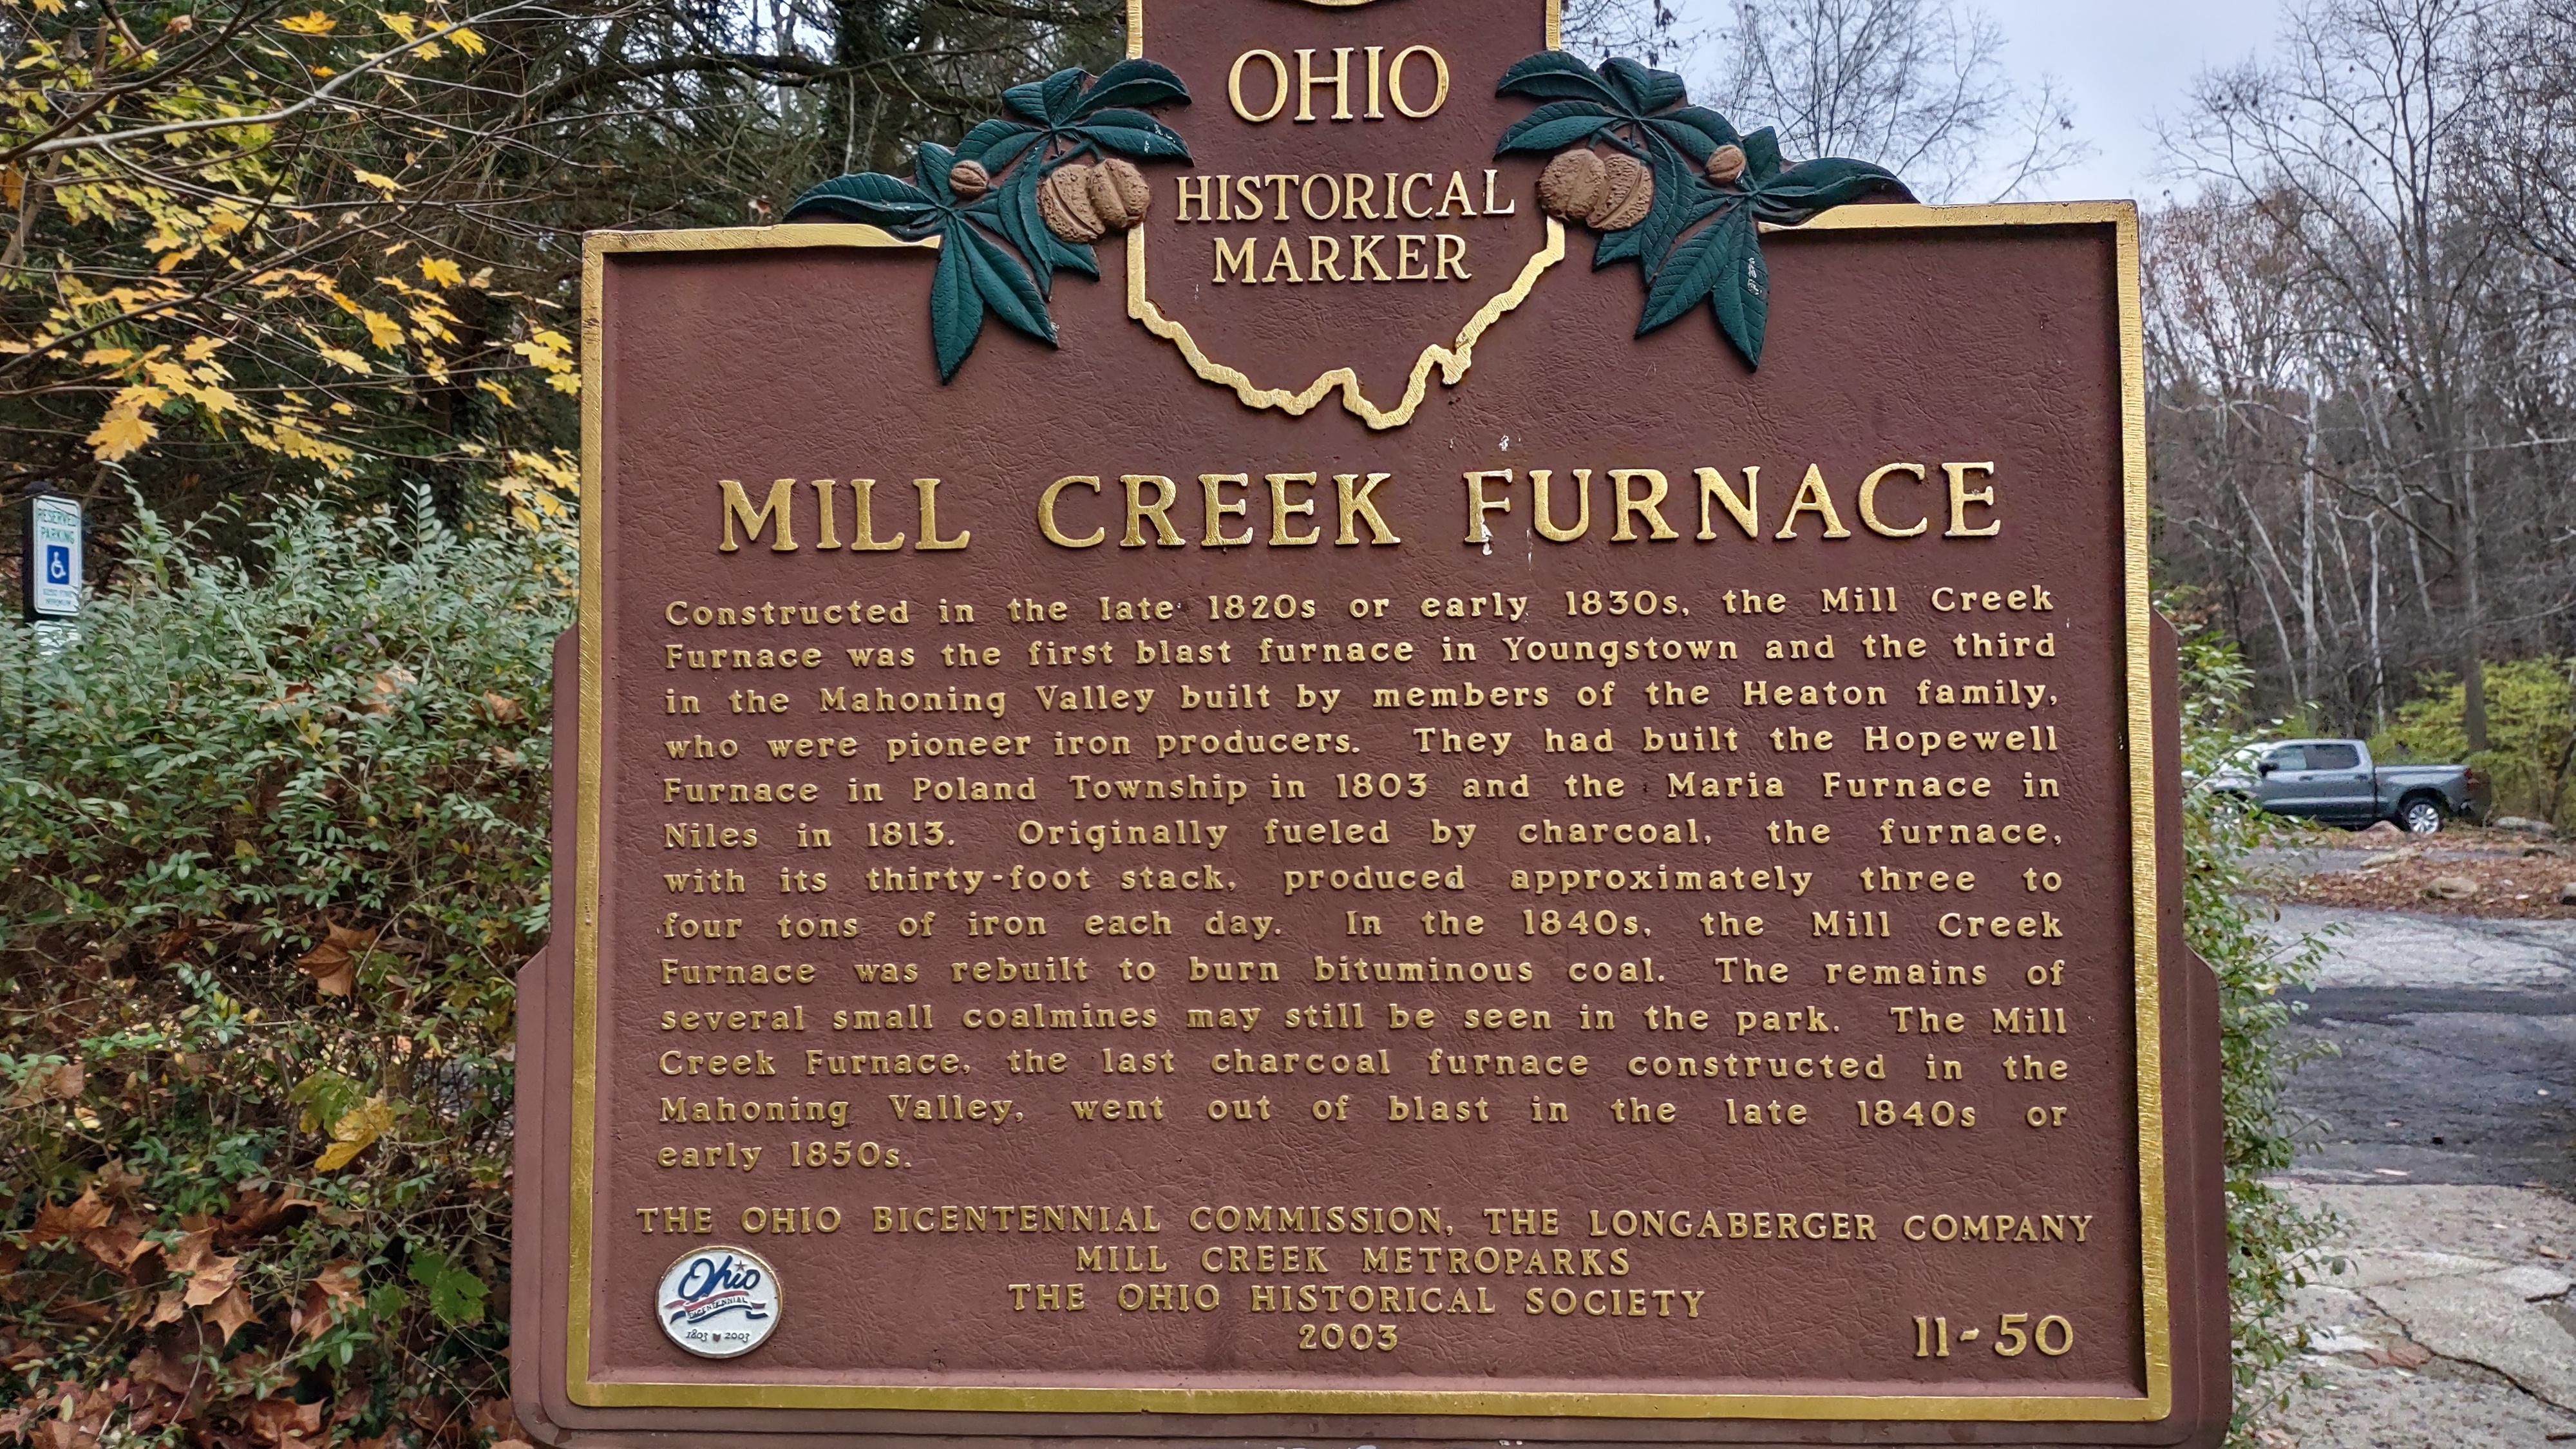 OHIO
HISTORICAL
MARKER
MILL CREEK FURNACE
Constructed in the late 1820s or early 1830s, the Mill Creek
Furnace was the first blast furnace in Youngstown and the third
in the Mahoning Valley built by members of the Heaton family,
who were pioneer iron producers. They had built the Hopewell
Furnace in Poland Township in 1803 and the Maria Furnace in
Niles in 1813. Originally fueled by charcoal, the furnace,
with its thirty-foot stack, produced approximately three to
four tons of iron each day. In the 1840s, the Mill Creek
Furnace was rebuilt to burn bituminous coal. The remains of
several small coalmines may still be seen in the park. The Mill
Creek Furnace, the last charcoal furnace constructed in the
Mahoning Valley, went out of blast in the late 1840s or
early 1850s.
THE OHIO BICENTENNIAL COMMISSION, THE LONGABERGER COMPANY
MILL CREEK METROPARKS
THE OHIO HISTORICAL SOCIETY
2003
11-50
Ohio
BICENTENNIAL
1803 2003
RESERVED
PARKING